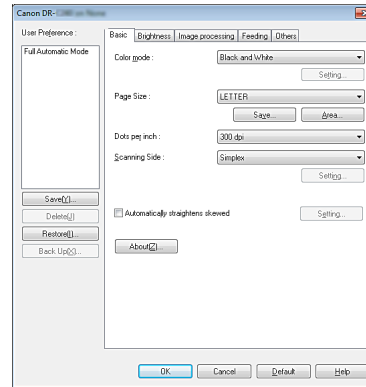 Canon DR-
User Preference :
Full Automatic Mode
Save(Y)...
Delete(J)
Restore(I)...
Back Up(X)...
Basic Brightness Image processing Feeding Others
Color mode : Black and White
Setting...
Page Size : LETTER
Save... Area...
Dots per inch : 300 dpi
Scanning Side : Simplex
Setting...
Automatically straightens skewed Setting...
About(Z)...
OK Cancel Default Help